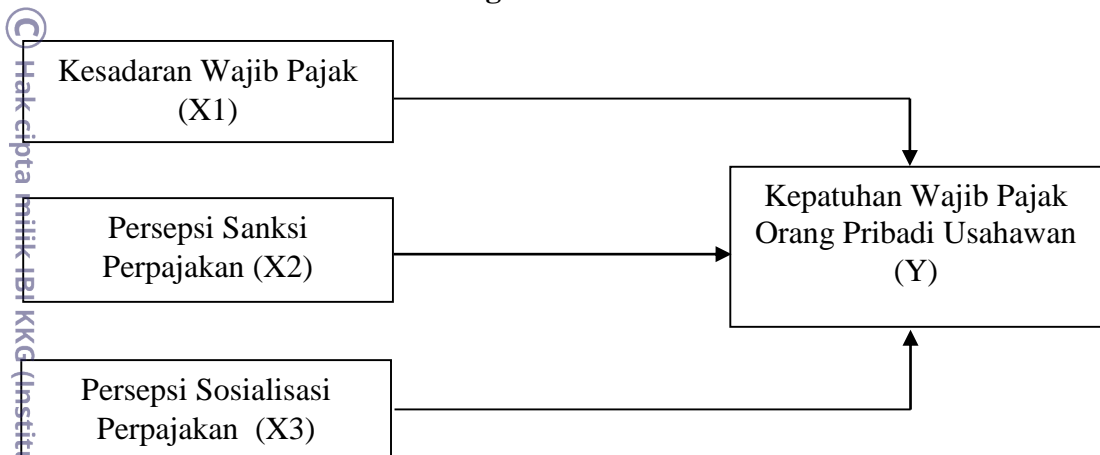 Kesadaran Wajib Pajak
(X1)
Persepsi Sanksi
Perpajakan (X2)
Persepsi Sosialisasi
Perpajakan (X3)
Kepatuhan Wajib Pajak
Orang Pribadi Usahawan
(Y)
© Hak cipta milik IBI KKG (Institu